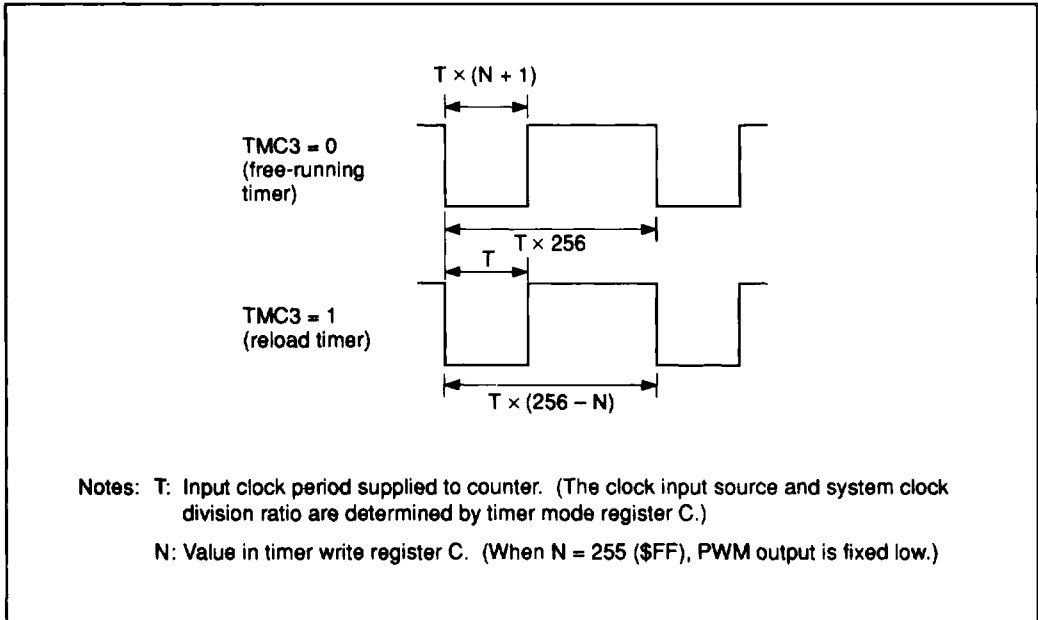 T × (N + 1)
TMC3 = 0
(free-running
timer)
T × 256
T
TMC3 = 1
(reload timer)
T × (256 – N)
Notes: T: Input clock period supplied to counter. (The clock input source and system clock
division ratio are determined by timer mode register C.)
N: Value in timer write register C. (When N = 255 ($FF), PWM output is fixed low.)